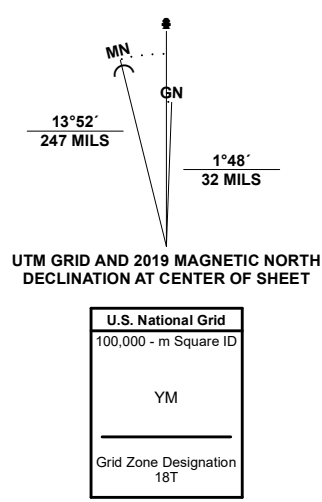 MN
GN
13°52´
247 MILS
1°48´
32 MILS
UTM GRID AND 2019 MAGNETIC NORTH
DECLINATION AT CENTER OF SHEET
U.S. National Grid
100,000 - m Square ID
YM
Grid Zone Designation
18T